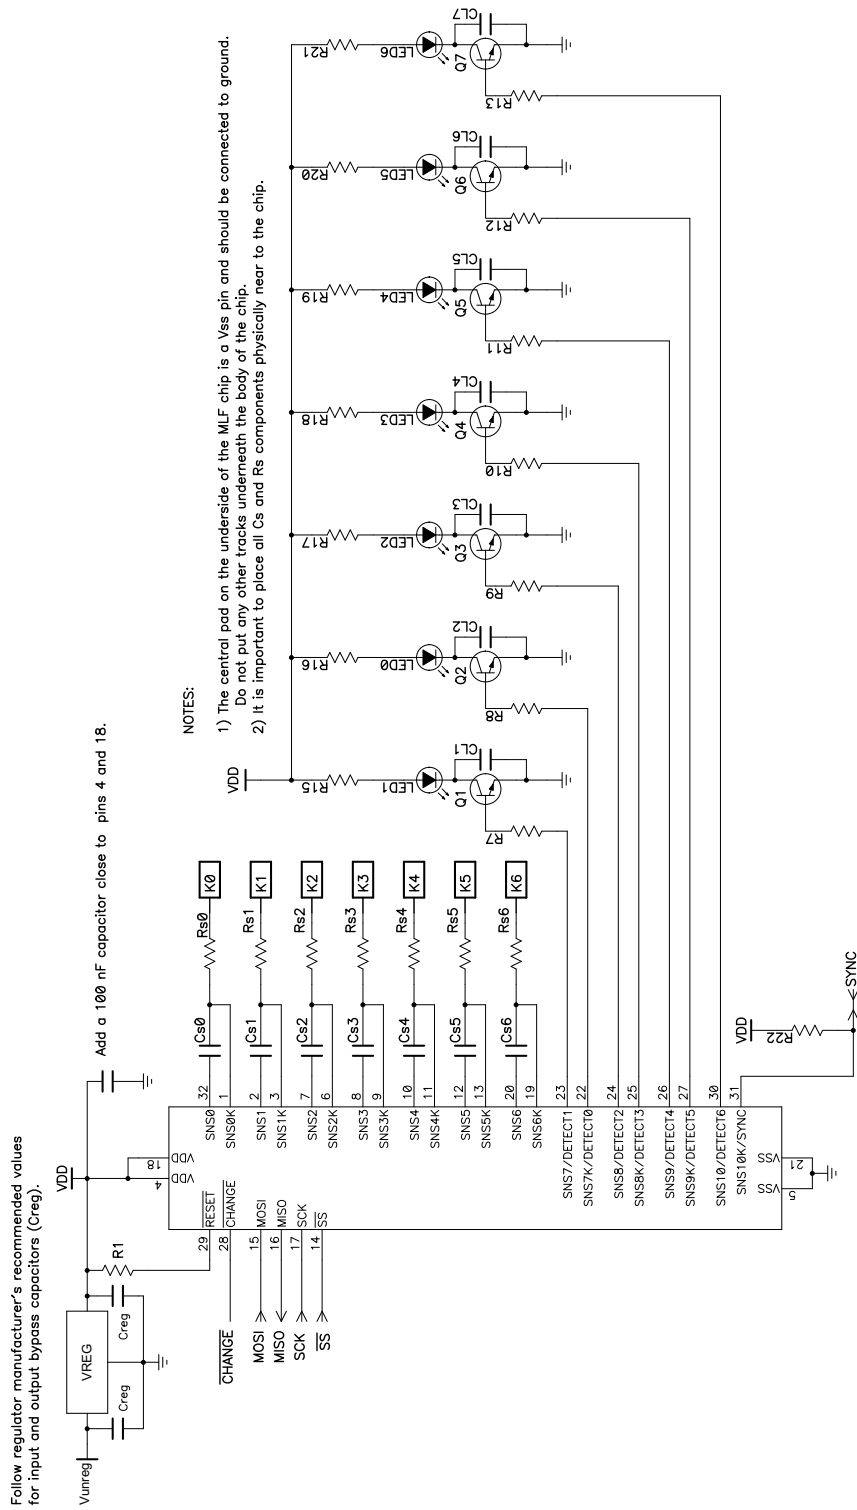 Follow regulator manufacturer's recommended values
for input and output bypass capacitors (Creg).
Vunreg
VREG
Creg
Creg
R1
VDD
Add a 100 nF capacitor close to pins 4 and 18.
NOTES:
1) The central pad on the underside of the MLF chip is a Vss pin and should be connected to ground.
Do not put any other tracks underneath the body of the chip.
2) It is important to place all Cs and Rs components physically near to the chip.
4
VDD
18
VDD
29
RESET
CHANGE
28
CHANGE
MOSI
15
MOSI
MISO
16
MISO
SCK
17
SCK
SS
14
SS
SNS0
32
Cs0
Rs0
K0
SNS0K
1
SNS1
2
Cs1
Rs1
K1
SNS1K
3
SNS2
7
Cs2
Rs2
K2
SNS2K
6
SNS3
8
Cs3
Rs3
K3
SNS3K
9
SNS4
10
Cs4
Rs4
K4
SNS4K
11
SNS5
12
Cs5
Rs5
K5
SNS5K
13
SNS6
20
Cs6
Rs6
K6
SNS6K
19
SNS7/DETECT1
23
SNS7K/DETECT0
22
SNS8/DETECT2
24
SNS8K/DETECT3
25
SNS9/DETECT4
26
SNS9K/DETECT5
27
SNS10/DETECT6
30
SNS10K/SYNC
31
VSS
5
VSS
21
VDD
R22
SYNC
VDD
R15
R16
R17
R18
R19
R20
R21
LED1
LED0
LED2
LED3
LED4
LED5
LED6
Q1
CL1
Q2
CL2
Q3
CL3
Q4
CL4
Q5
CL5
Q6
CL6
Q7
CL7
R7
R8
R9
R10
R11
R12
R13